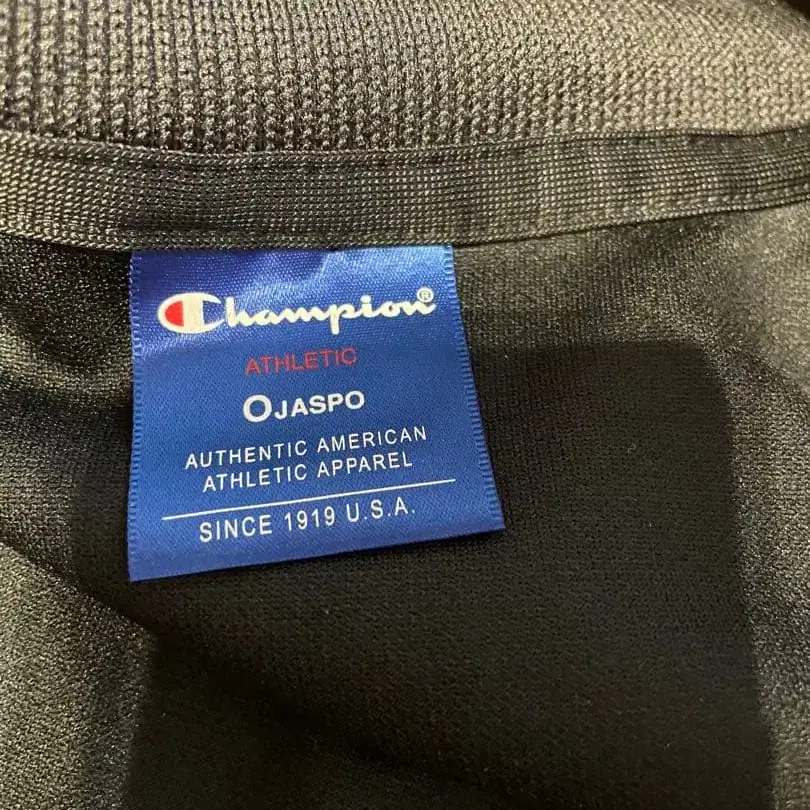 Champion®
ATHLETIC
OJASPO
AUTHENTIC AMERICAN
ATHLETIC APPAREL
SINCE 1919 U.S.A.